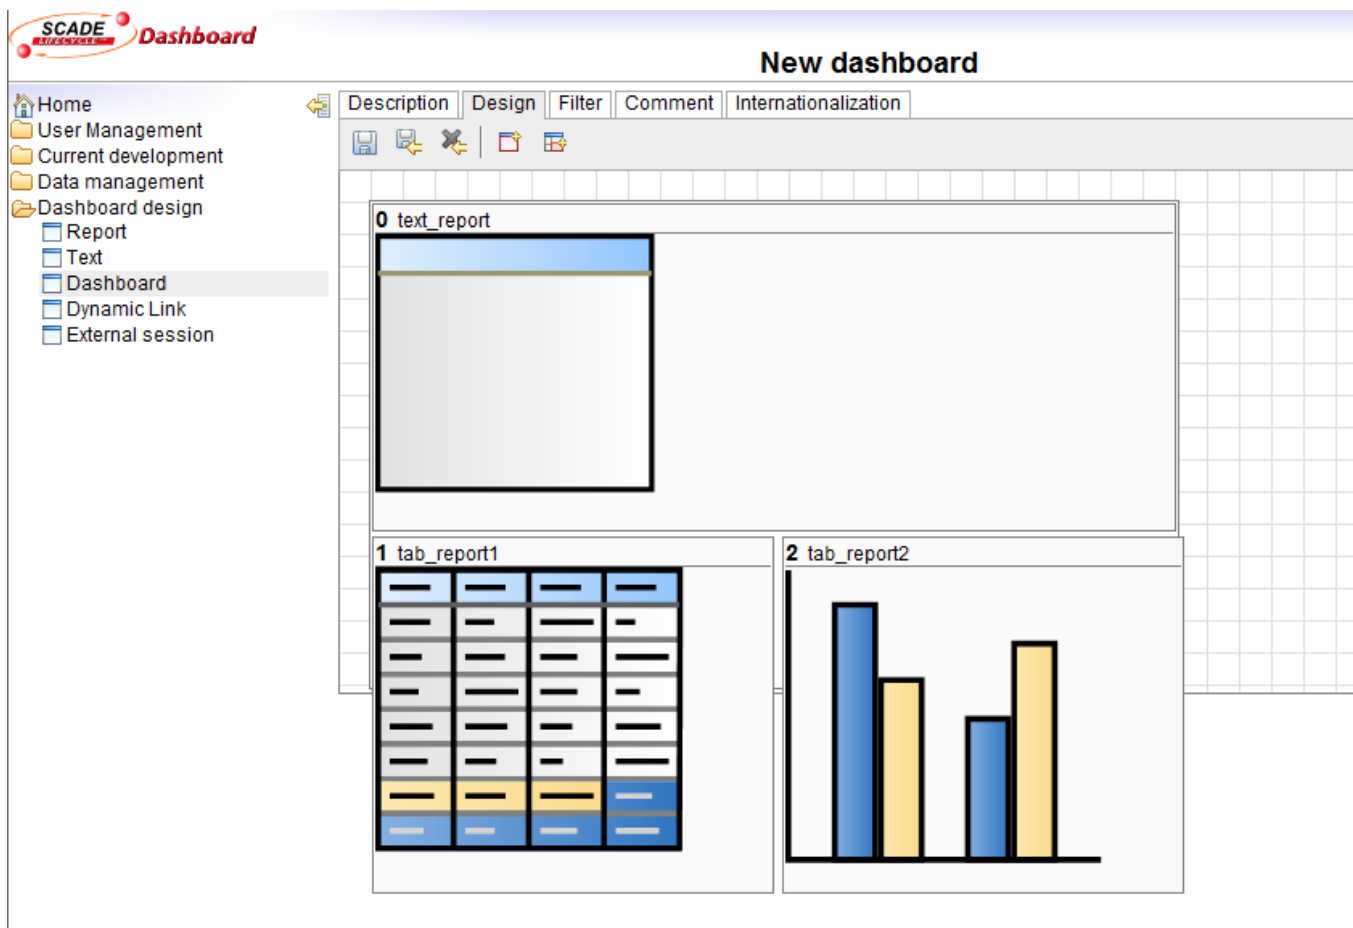 SCADE
LIFECYCLE™
Dashboard
New dashboard
Home
User Management
Current development
Data management
Dashboard design
Report
Text
Dashboard
Dynamic Link
External session
Description Design Filter Comment Internationalization
0 text_report
1 tab_report1
2 tab_report2